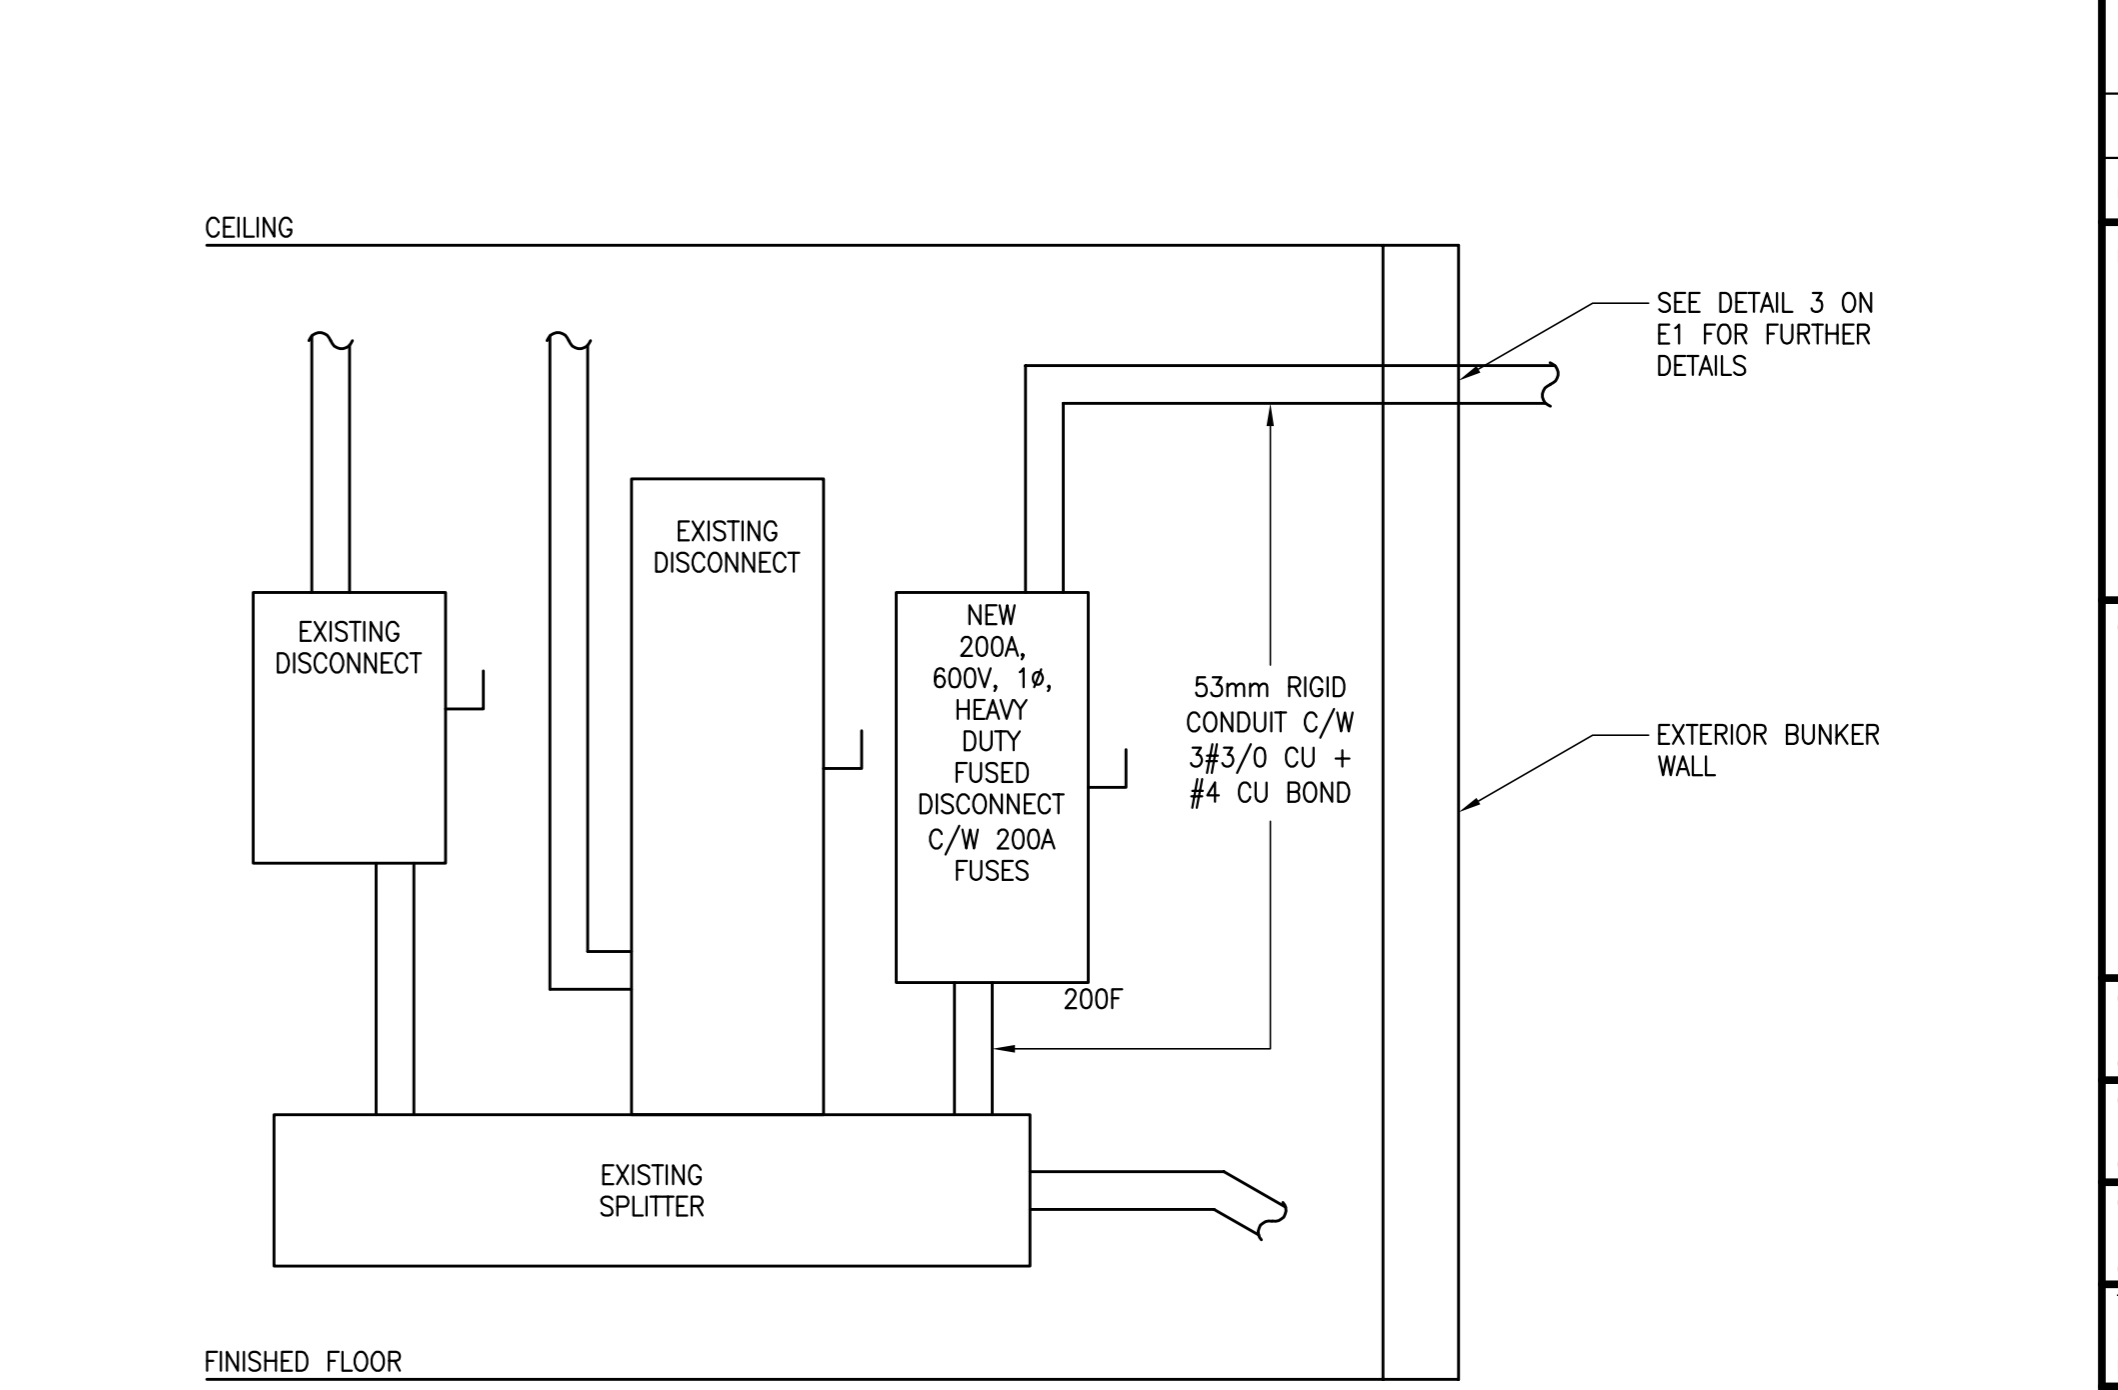 CEILING
SEE DETAIL 3 ON
E1 FOR FURTHER
DETAILS
EXISTING
DISCONNECT
EXISTING
DISCONNECT
NEW
200A,
600V, 1ø,
HEAVY
DUTY
FUSED
DISCONNECT
C/W 200A
FUSES
200F
53mm RIGID
CONDUIT C/W
3#3/0 CU +
#4 CU BOND
EXTERIOR BUNKER
WALL
EXISTING
SPLITTER
FINISHED FLOOR